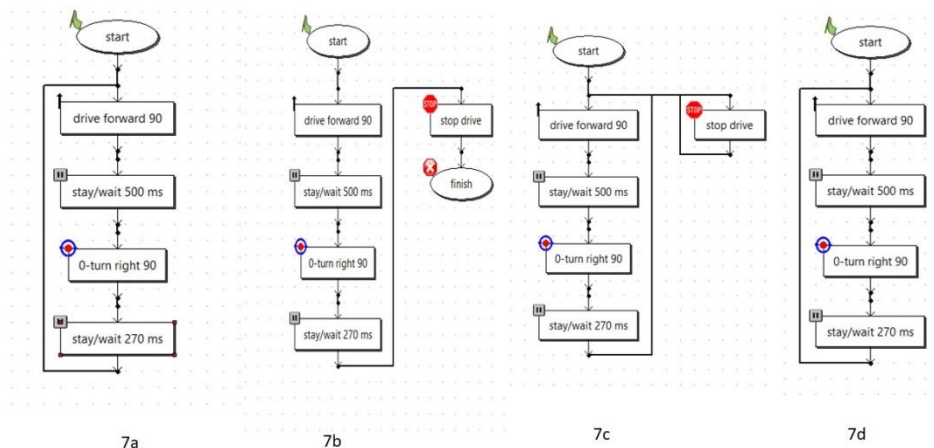 start
drive forward 90
stay/wait 500 ms
0-turn right 90
stay/wait 270 ms
7a
start
drive forward 90
stay/wait 500 ms
0-turn right 90
stay/wait 270 ms
STOP
stop drive
finish
7b
start
drive forward 90
stay/wait 500 ms
0-turn right 90
stay/wait 270 ms
STOP
stop drive
7c
start
drive forward 90
stay/wait 500 ms
0-turn right 90
stay/wait 270 ms
7d